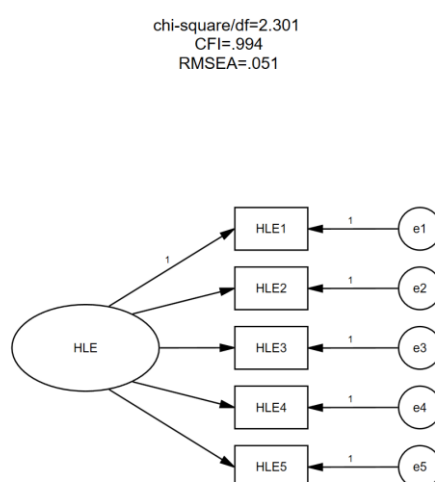 chi-square/df=2.301
CFI=.994
RMSEA=.051
HLE1
1
e1
1
HLE2
1
e2
HLE
HLE3
1
e3
HLE4
1
e4
HLE5
1
e5